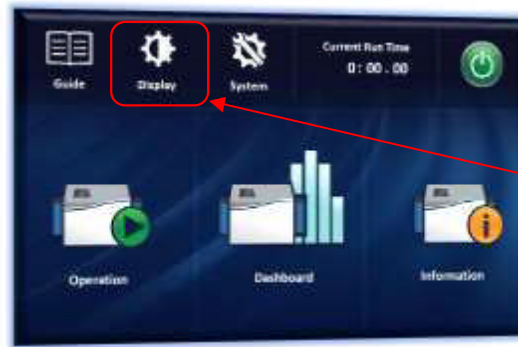 Guide Display System
Current Run Time
0 : 00 . 00
Operation Dashboard Information